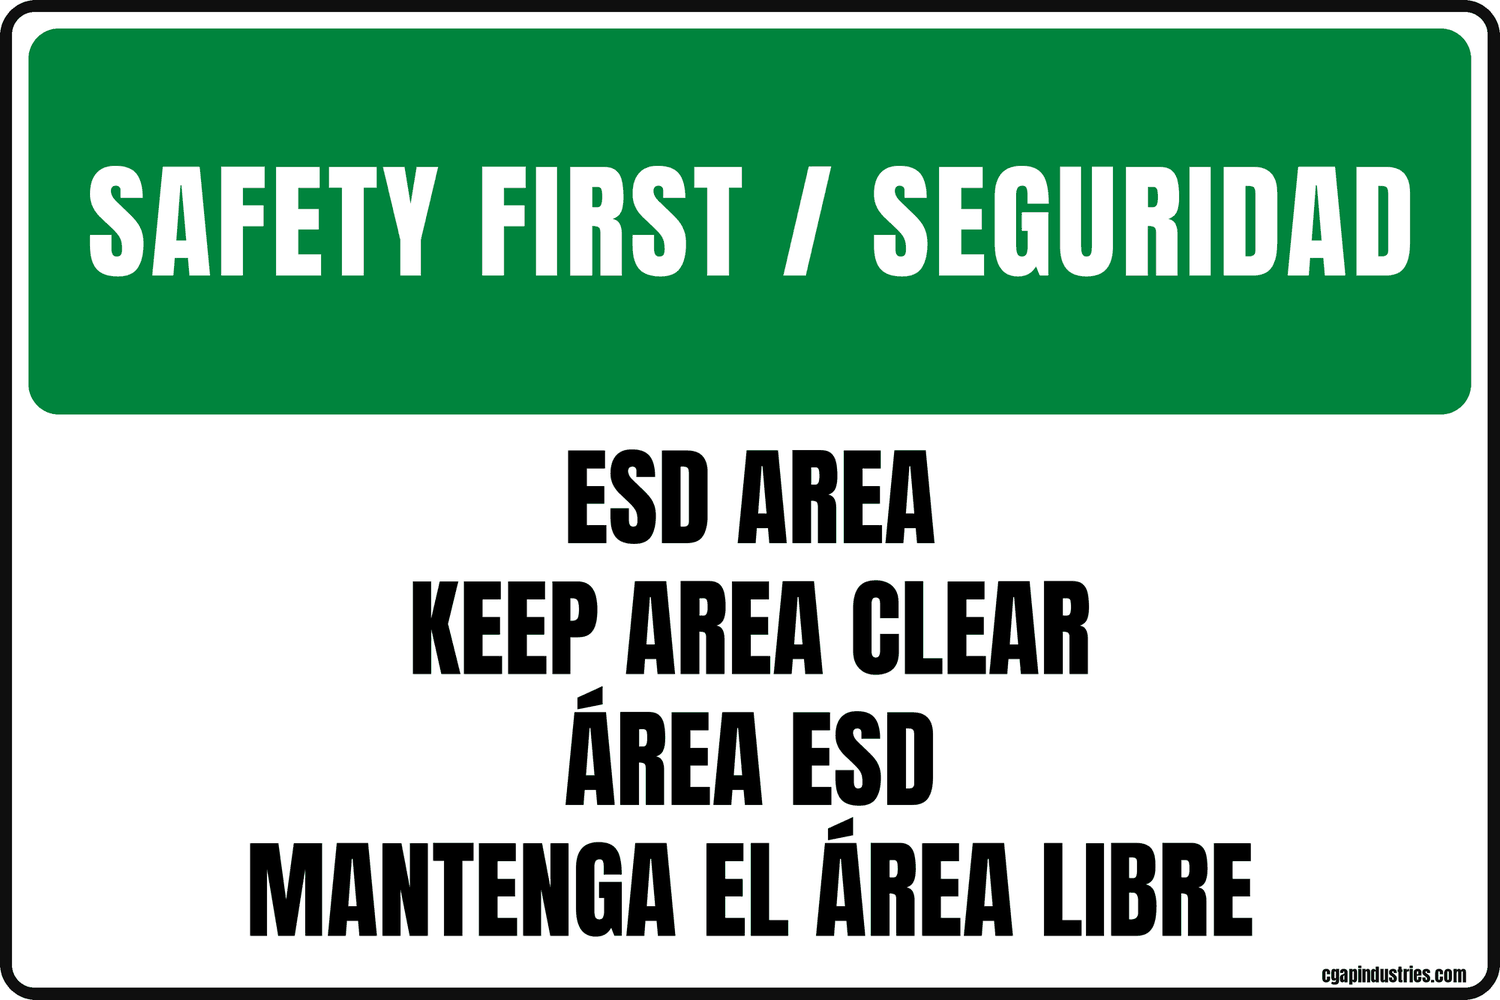 SAFETY FIRST / SEGURIDAD
ESD AREA
KEEP AREA CLEAR
ÁREA ESD
MANTENGA EL ÁREA LIBRE
cgapindustries.com